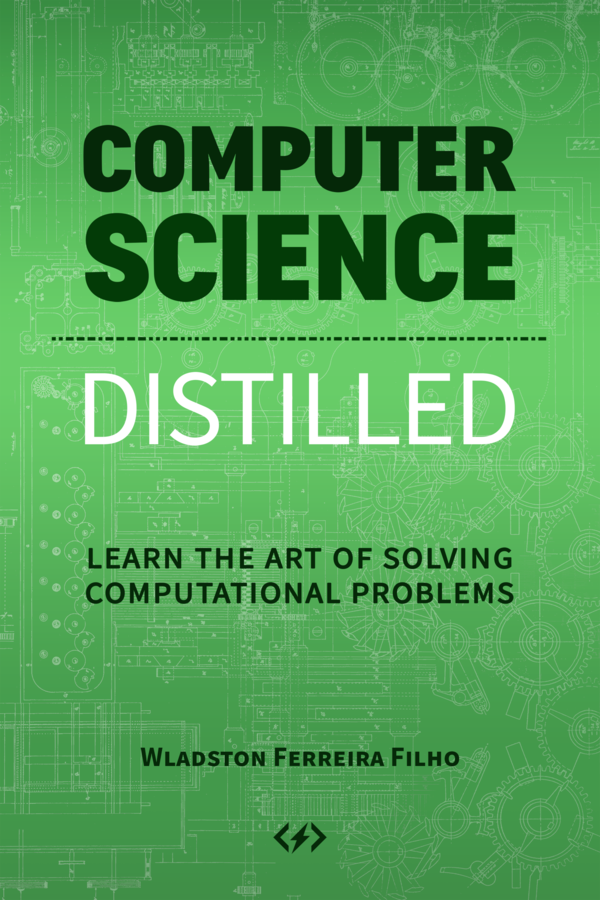 COMPUTER
SCIENCE
DISTILLED
LEARN THE ART OF SOLVING
COMPUTATIONAL PROBLEMS
Wladston Ferreira Filho